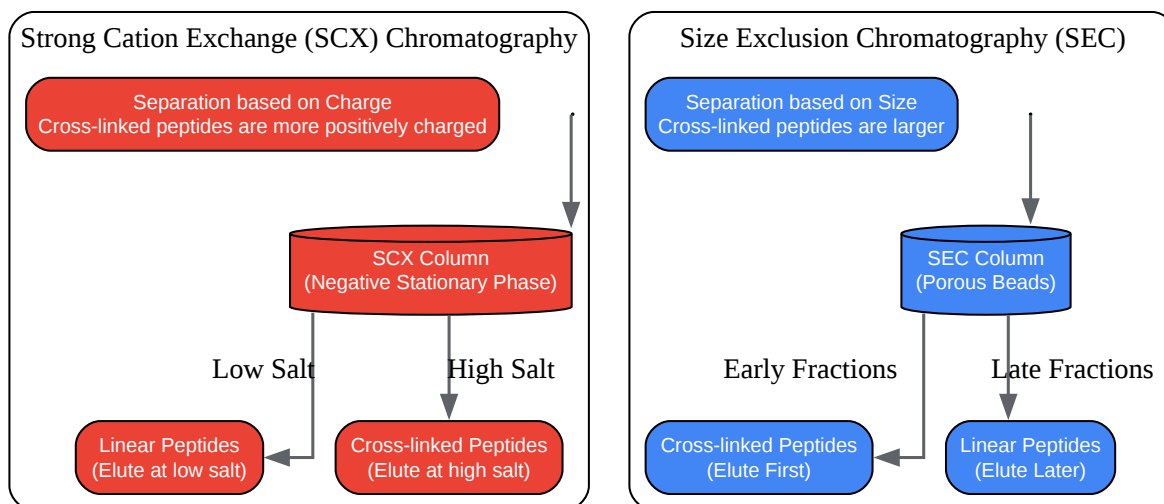 Strong Cation Exchange (SCX) Chromatography
Separation based on Charge
Cross-linked peptides are more positively charged
SCX Column
(Negative Stationary Phase)
Low Salt
High Salt
Linear Peptides
(Elute at low salt)
Cross-linked Peptides
(Elute at high salt)
Size Exclusion Chromatography (SEC)
Separation based on Size
Cross-linked peptides are larger
SEC Column
(Porous Beads)
Early Fractions
Late Fractions
Cross-linked Peptides
(Elute First)
Linear Peptides
(Elute Later)